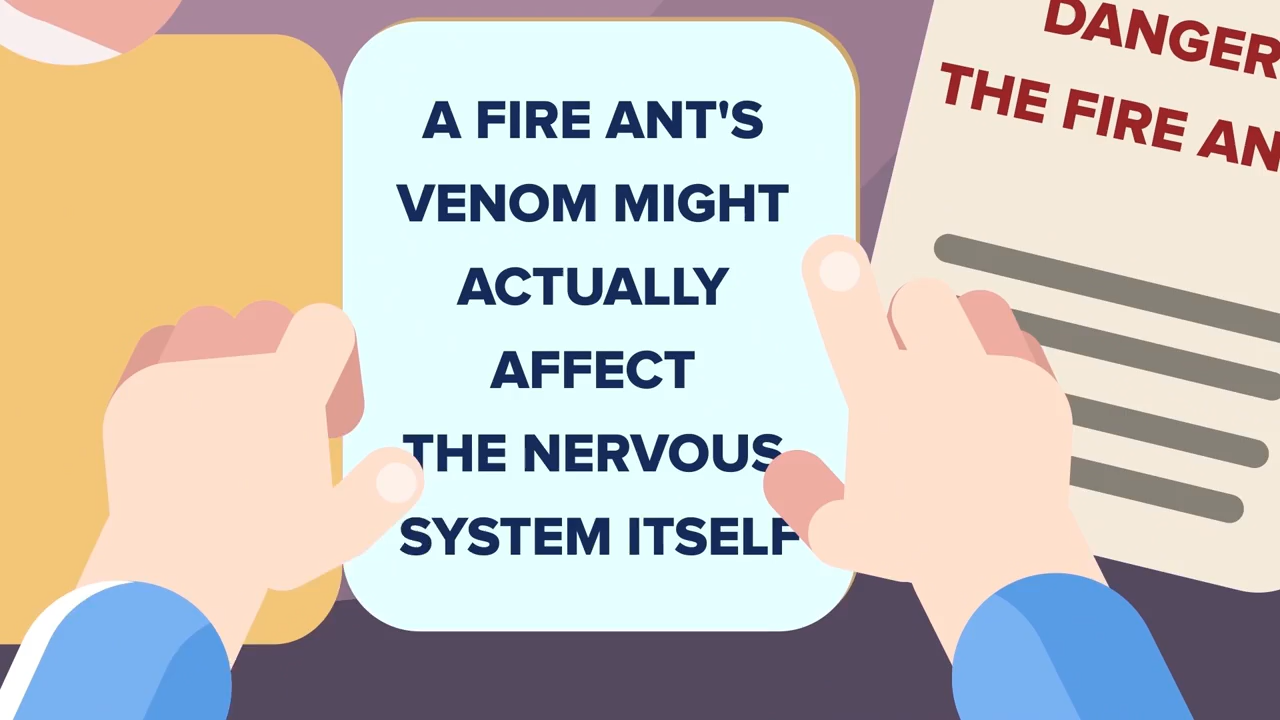 A FIRE ANT'S
VENOM MIGHT
ACTUALLY
AFFECT
THE NERVOUS
SYSTEM ITSELF
DANGER
THE FIRE AN